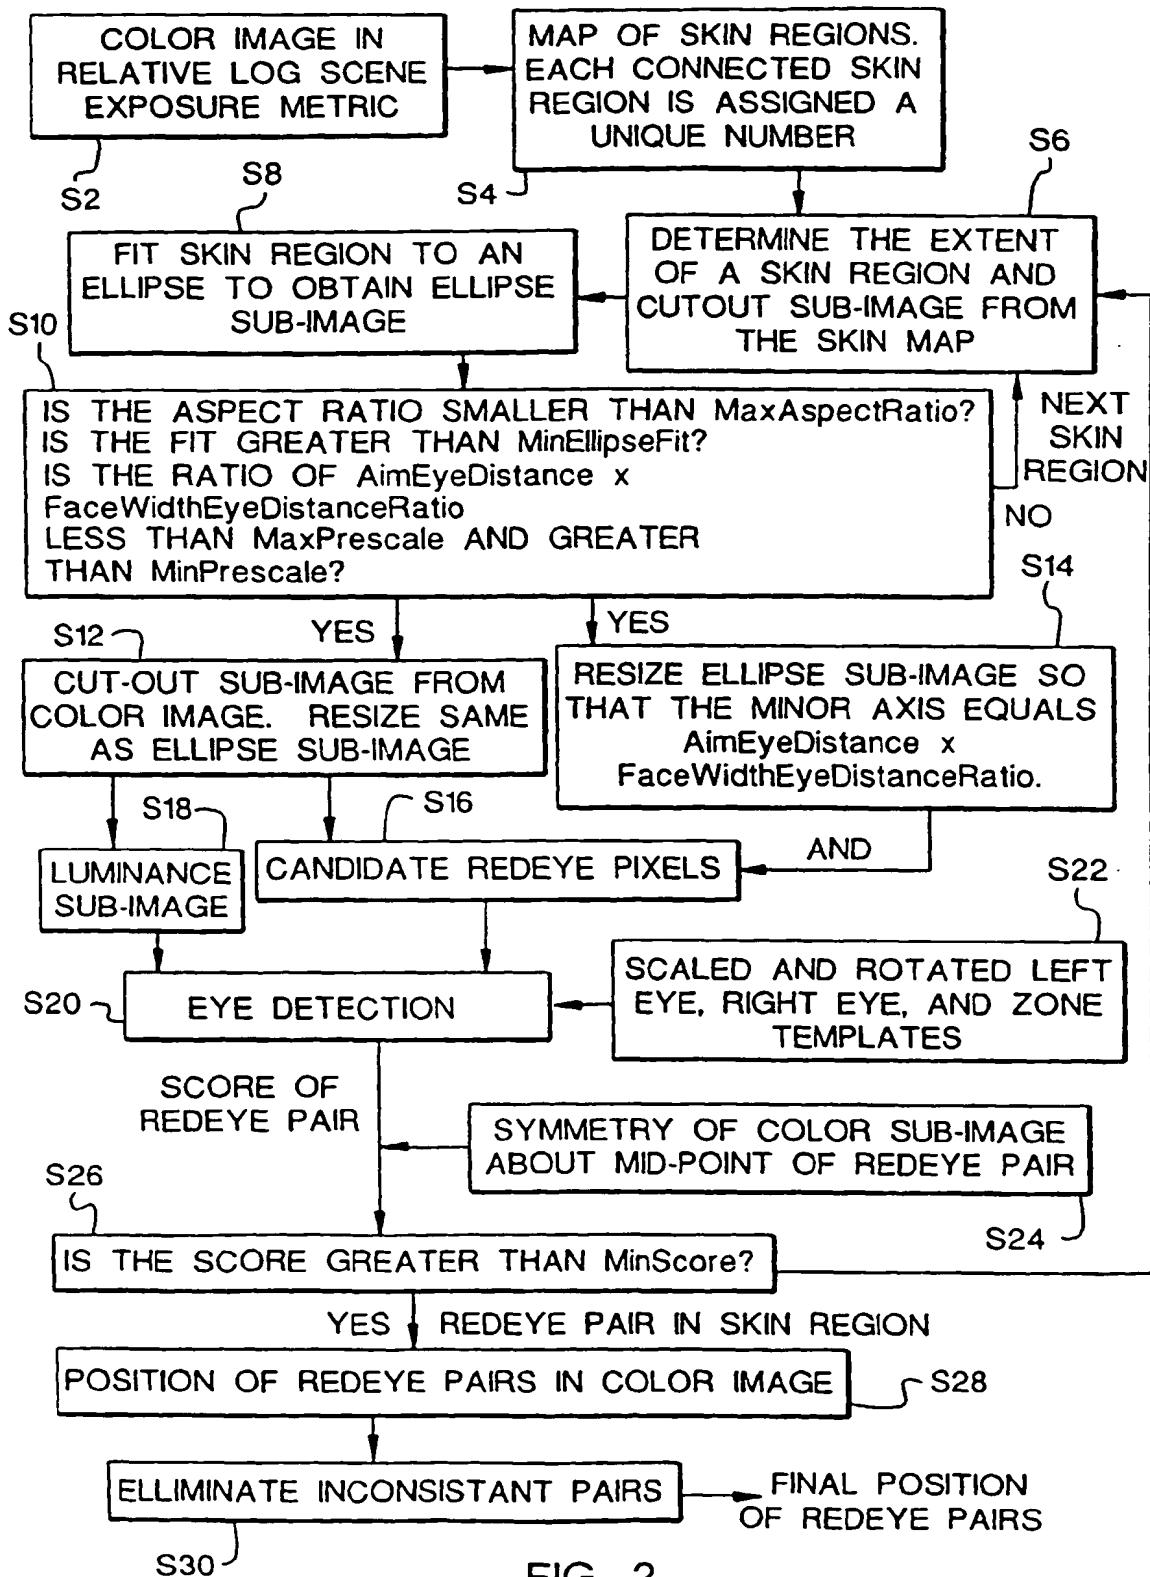 COLOR IMAGE IN
RELATIVE LOG SCENE
EXPOSURE METRIC
S2
MAP OF SKIN REGIONS.
EACH CONNECTED SKIN
REGION IS ASSIGNED A
UNIQUE NUMBER
S4
S6
DETERMINE THE EXTENT
OF A SKIN REGION AND
CUTOUT SUB-IMAGE FROM
THE SKIN MAP
S8
FIT SKIN REGION TO AN
ELLIPSE TO OBTAIN ELLIPSE
SUB-IMAGE
S10
IS THE ASPECT RATIO SMALLER THAN MaxAspectRatio?
IS THE FIT GREATER THAN MinEllipseFit?
IS THE RATIO OF AimEyeDistance x
FaceWidthEyeDistanceRatio
LESS THAN MaxPrescale AND GREATER
THAN MinPrescale?
NEXT
SKIN
REGION
NO
YES
YES
S12
CUT-OUT SUB-IMAGE FROM
COLOR IMAGE. RESIZE SAME
AS ELLIPSE SUB-IMAGE
S14
RESIZE ELLIPSE SUB-IMAGE SO
THAT THE MINOR AXIS EQUALS
AimEyeDistance x
FaceWidthEyeDistanceRatio.
S18
LUMINANCE
SUB-IMAGE
S16
CANDIDATE REDEYE PIXELS
AND
S20
EYE DETECTION
S22
SCALED AND ROTATED LEFT
EYE, RIGHT EYE, AND ZONE
TEMPLATES
SCORE OF
REDEYE PAIR
SYMMETRY OF COLOR SUB-IMAGE
ABOUT MID-POINT OF REDEYE PAIR
S24
S26
IS THE SCORE GREATER THAN MinScore?
YES REDEYE PAIR IN SKIN REGION
POSITION OF REDEYE PAIRS IN COLOR IMAGE
S28
ELLIMINATE INCONSISTANT PAIRS
S30
FINAL POSITION
OF REDEYE PAIRS
FIG. 2